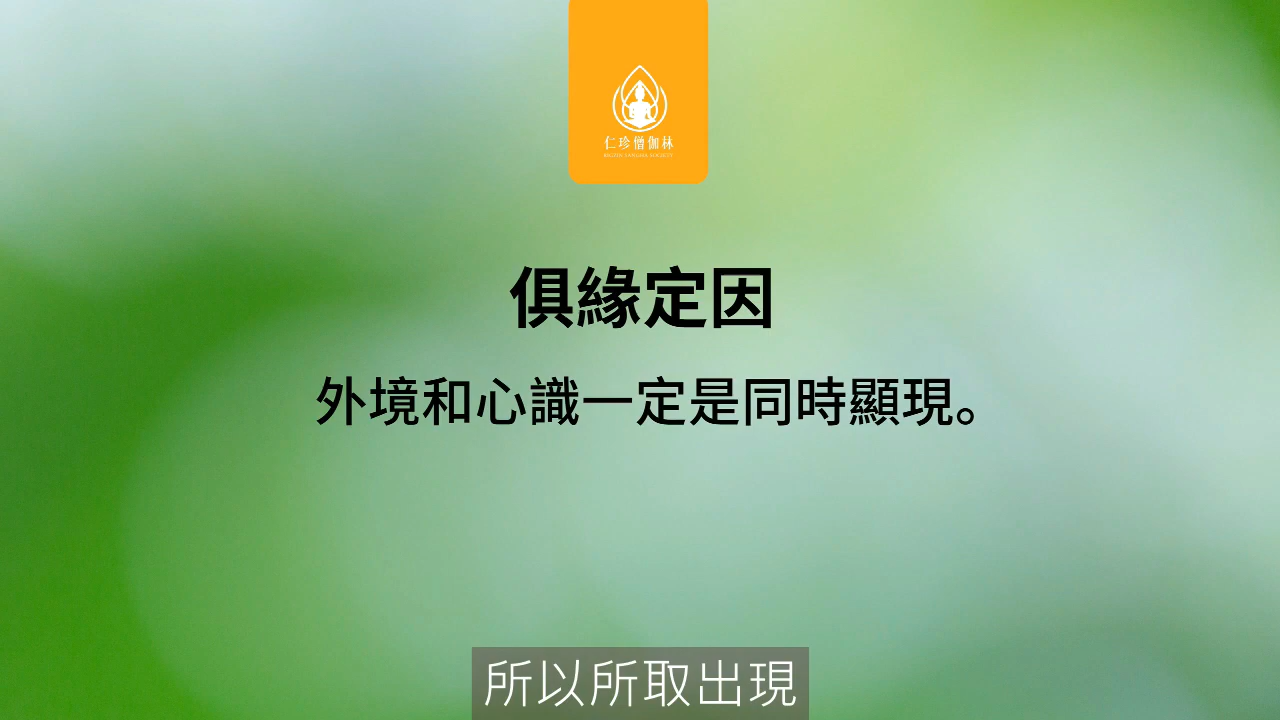 仁珍僧伽林
俱緣定因
外境和心識一定是同時顯現。
所以所取出現